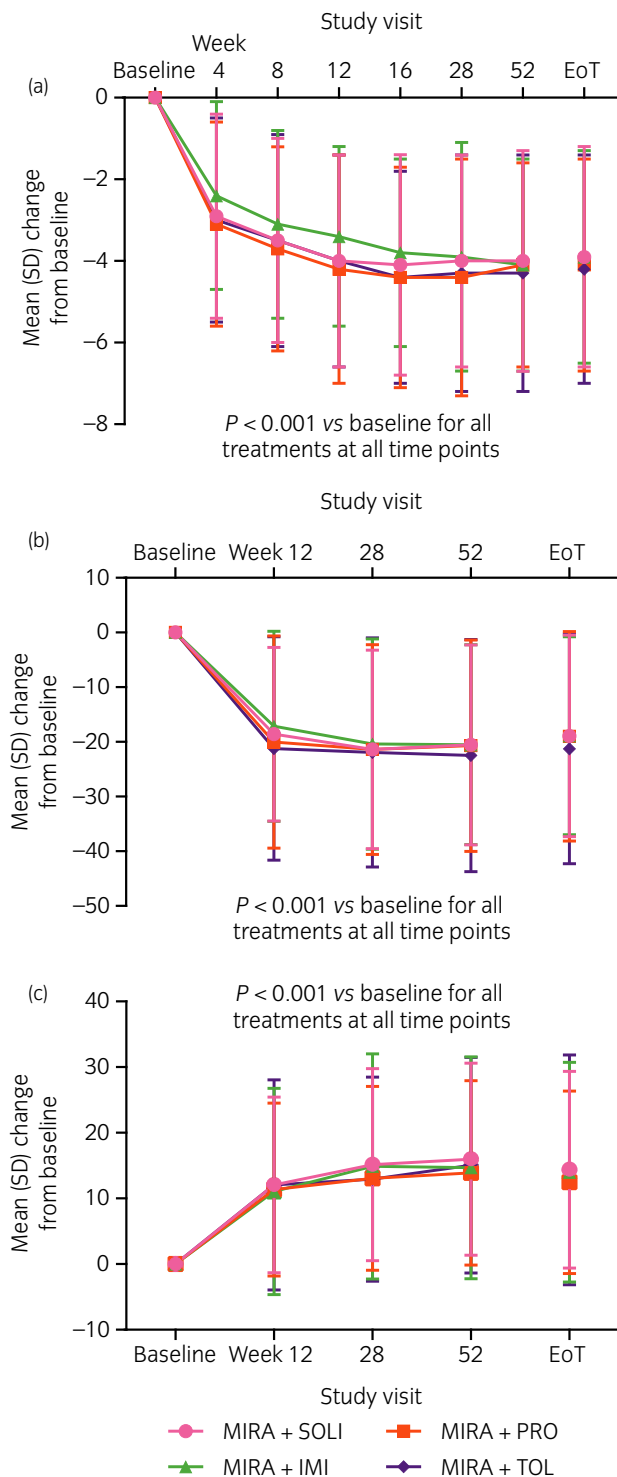 Study visit
Week
Baseline 4 8 12 16 28 52 EoT
(a)
0
−2
−4
−6
−8
Mean (SD) change
from baseline
P < 0.001 vs baseline for all
treatments at all time points
Study visit
(b)
Baseline Week 12 28 52 EoT
10
0
−10
−20
−30
−40
−50
Mean (SD) change
from baseline
P < 0.001 vs baseline for all
treatments at all time points
(c)
P < 0.001 vs baseline for all
treatments at all time points
40
30
20
10
0
−10
Mean (SD) change
from baseline
Baseline Week 12 28 52 EoT
Study visit
MIRA + SOLI MIRA + PRO
MIRA + IMI MIRA + TOL